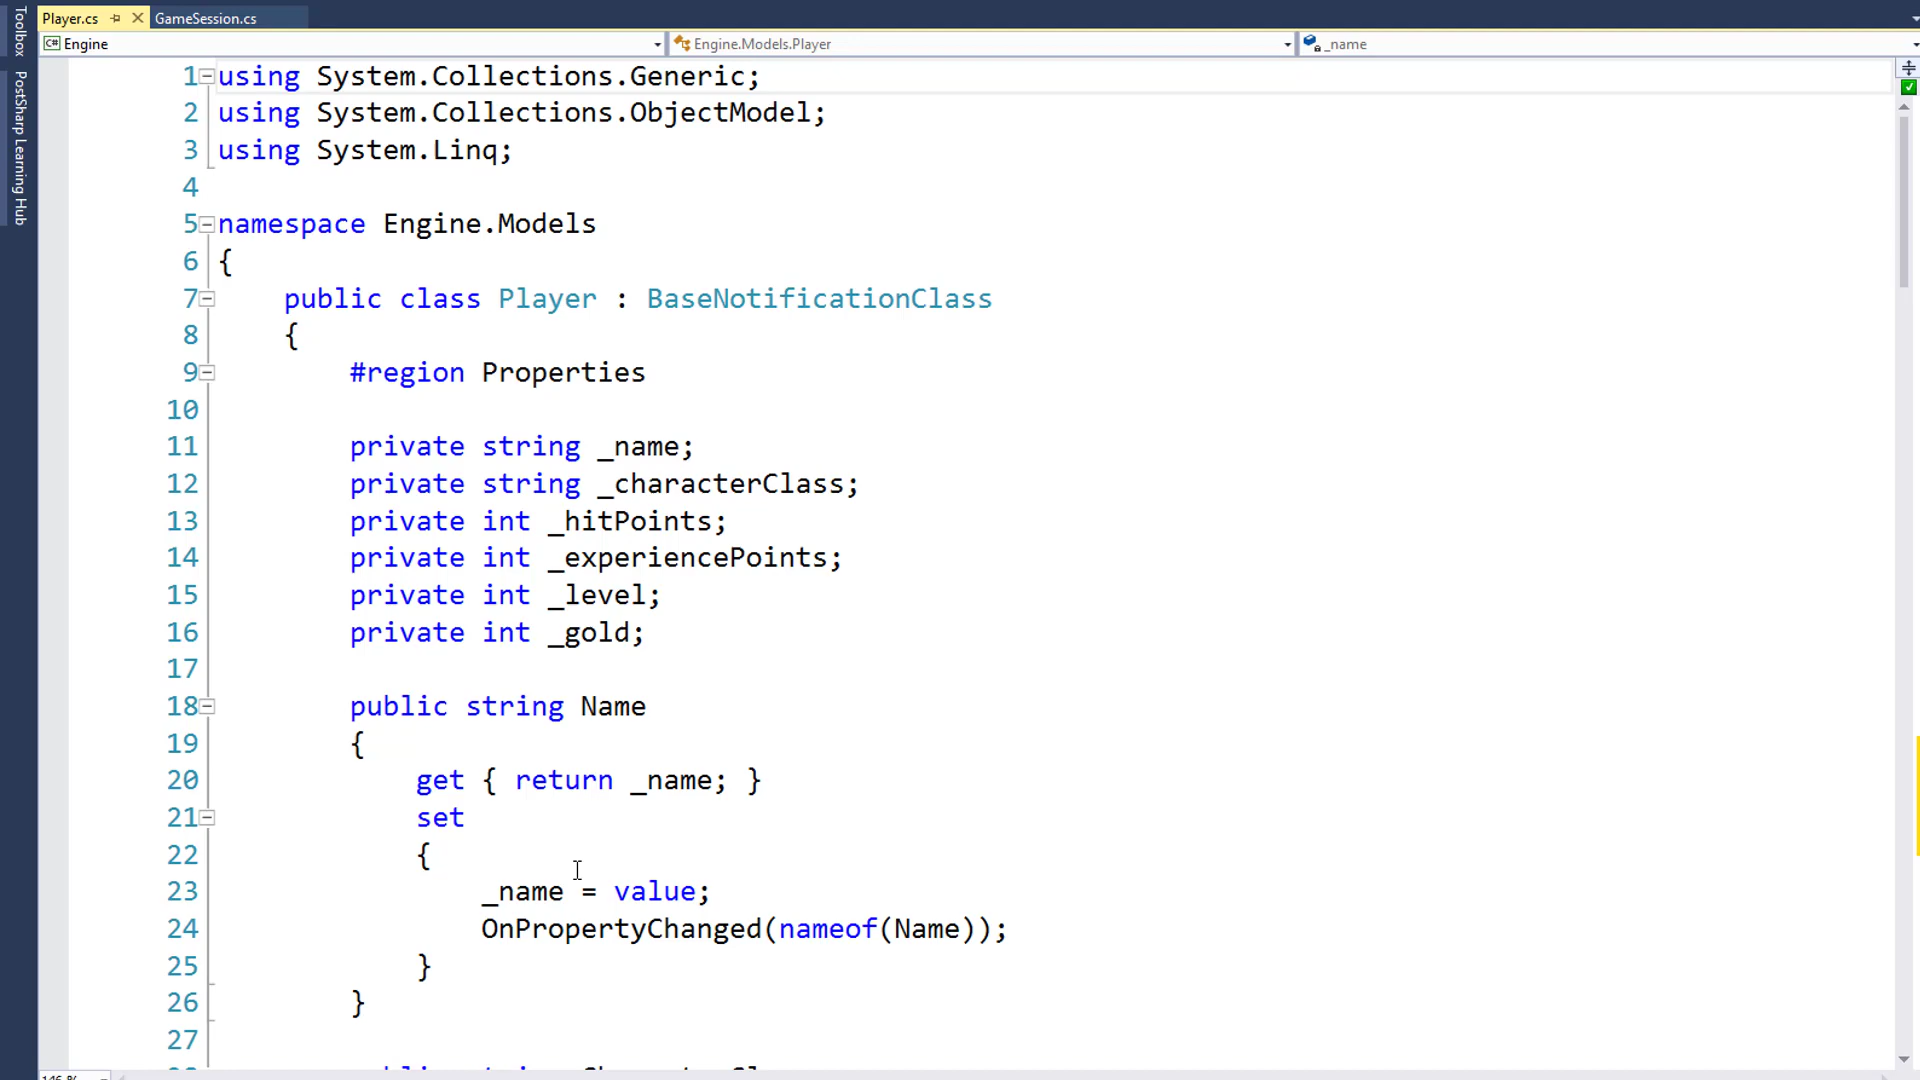 Toolbox
PostSharp Learning Hub
Player.cs
GameSession.cs
C# Engine
Engine.Models.Player
_name
1 using System.Collections.Generic;
2 using System.Collections.ObjectModel;
3 using System.Linq;
4
5 namespace Engine.Models
6 {
7 public class Player : BaseNotificationClass
8 {
9 #region Properties
10
11 private string _name;
12 private string _characterClass;
13 private int _hitPoints;
14 private int _experiencePoints;
15 private int _level;
16 private int _gold;
17
18 public string Name
19 {
20 get { return _name; }
21 set
22 {
23 _name = value;
24 OnPropertyChanged(nameof(Name));
25 }
26 }
27